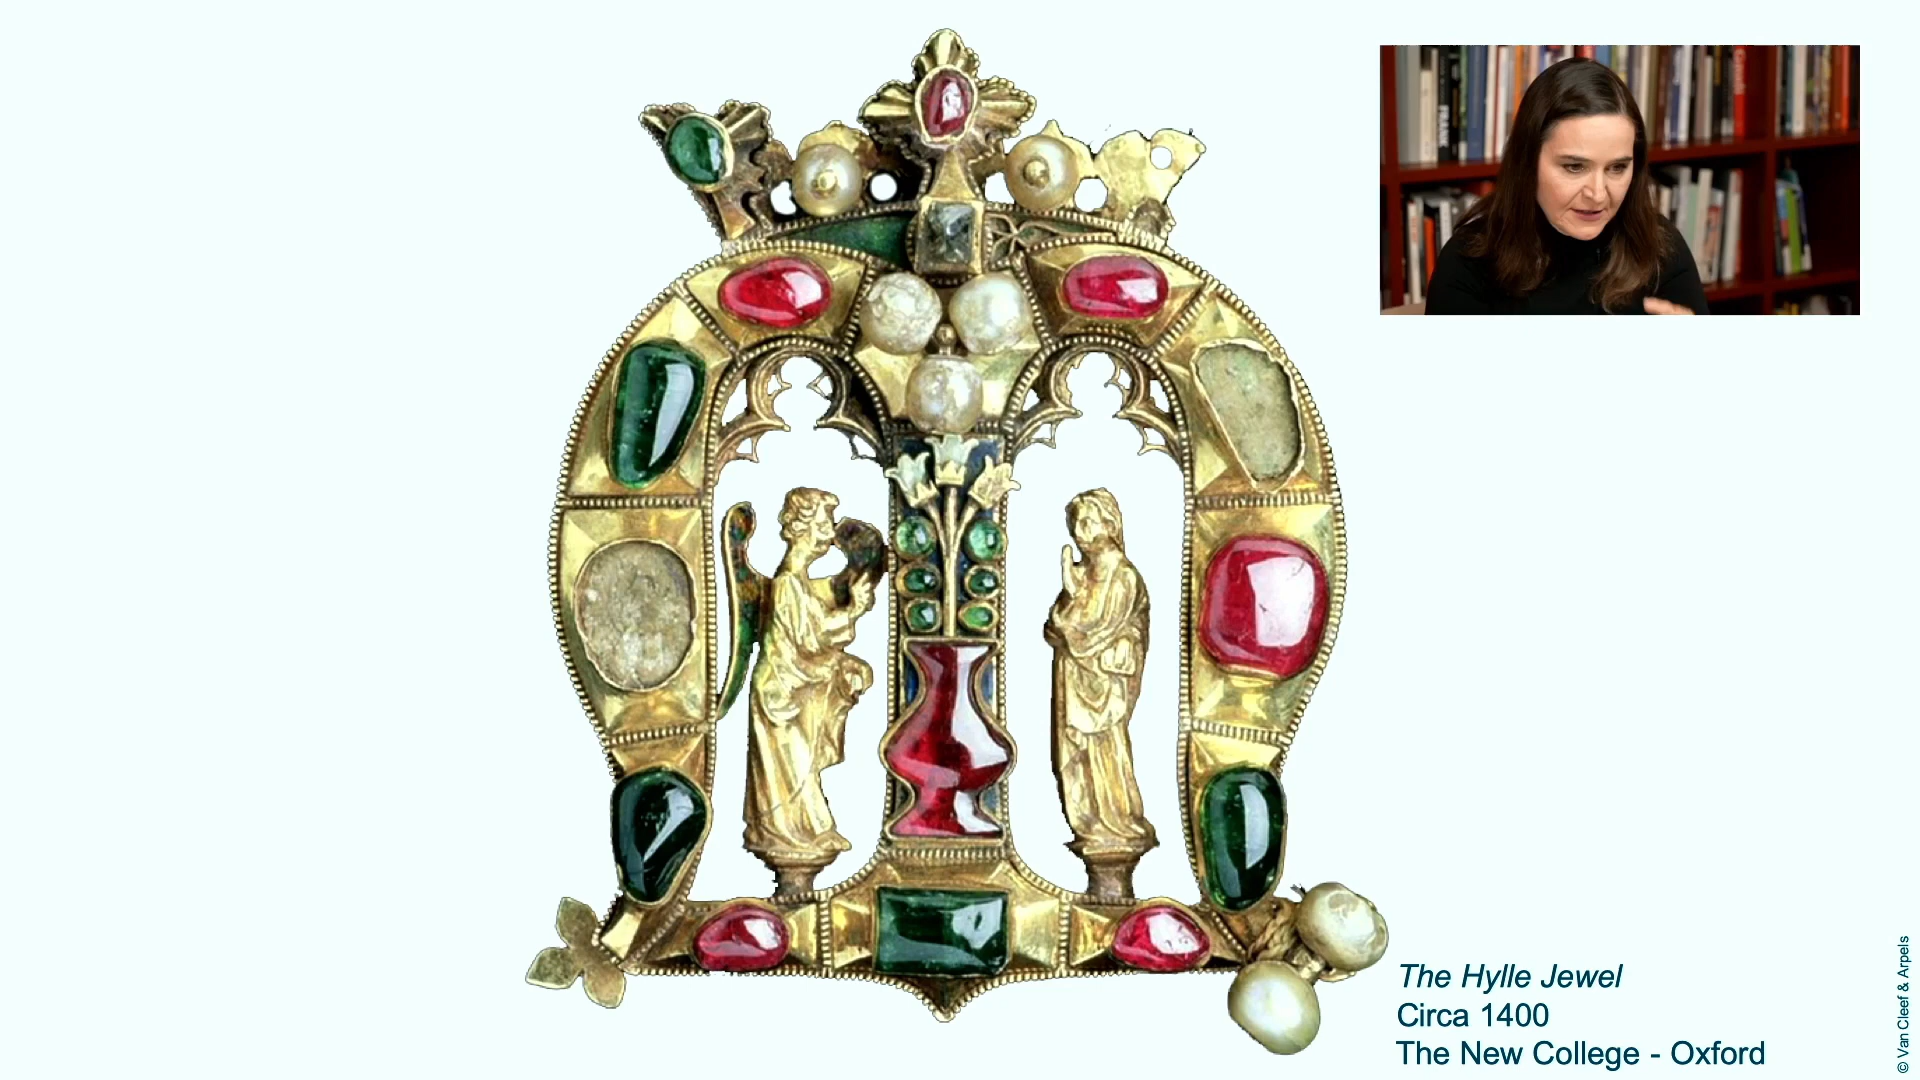 The Hylle Jewel
Circa 1400
The New College - Oxford
© Van Cleef & Arpels